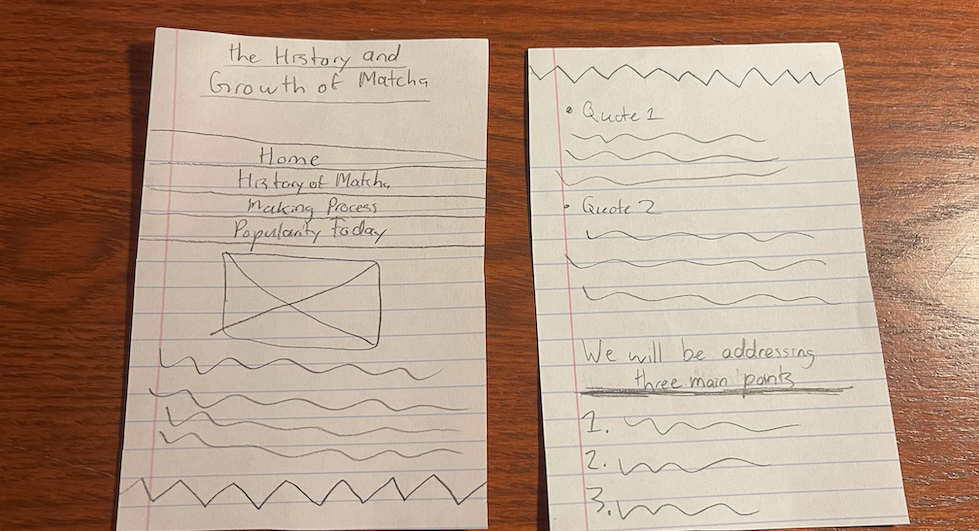 the History and
Growth of Matcha
Home
History of Matcha
Making Process
Popularity Today
• Quote 1
• Quote 2
We will be addressing
three main points
1.
2.
3.